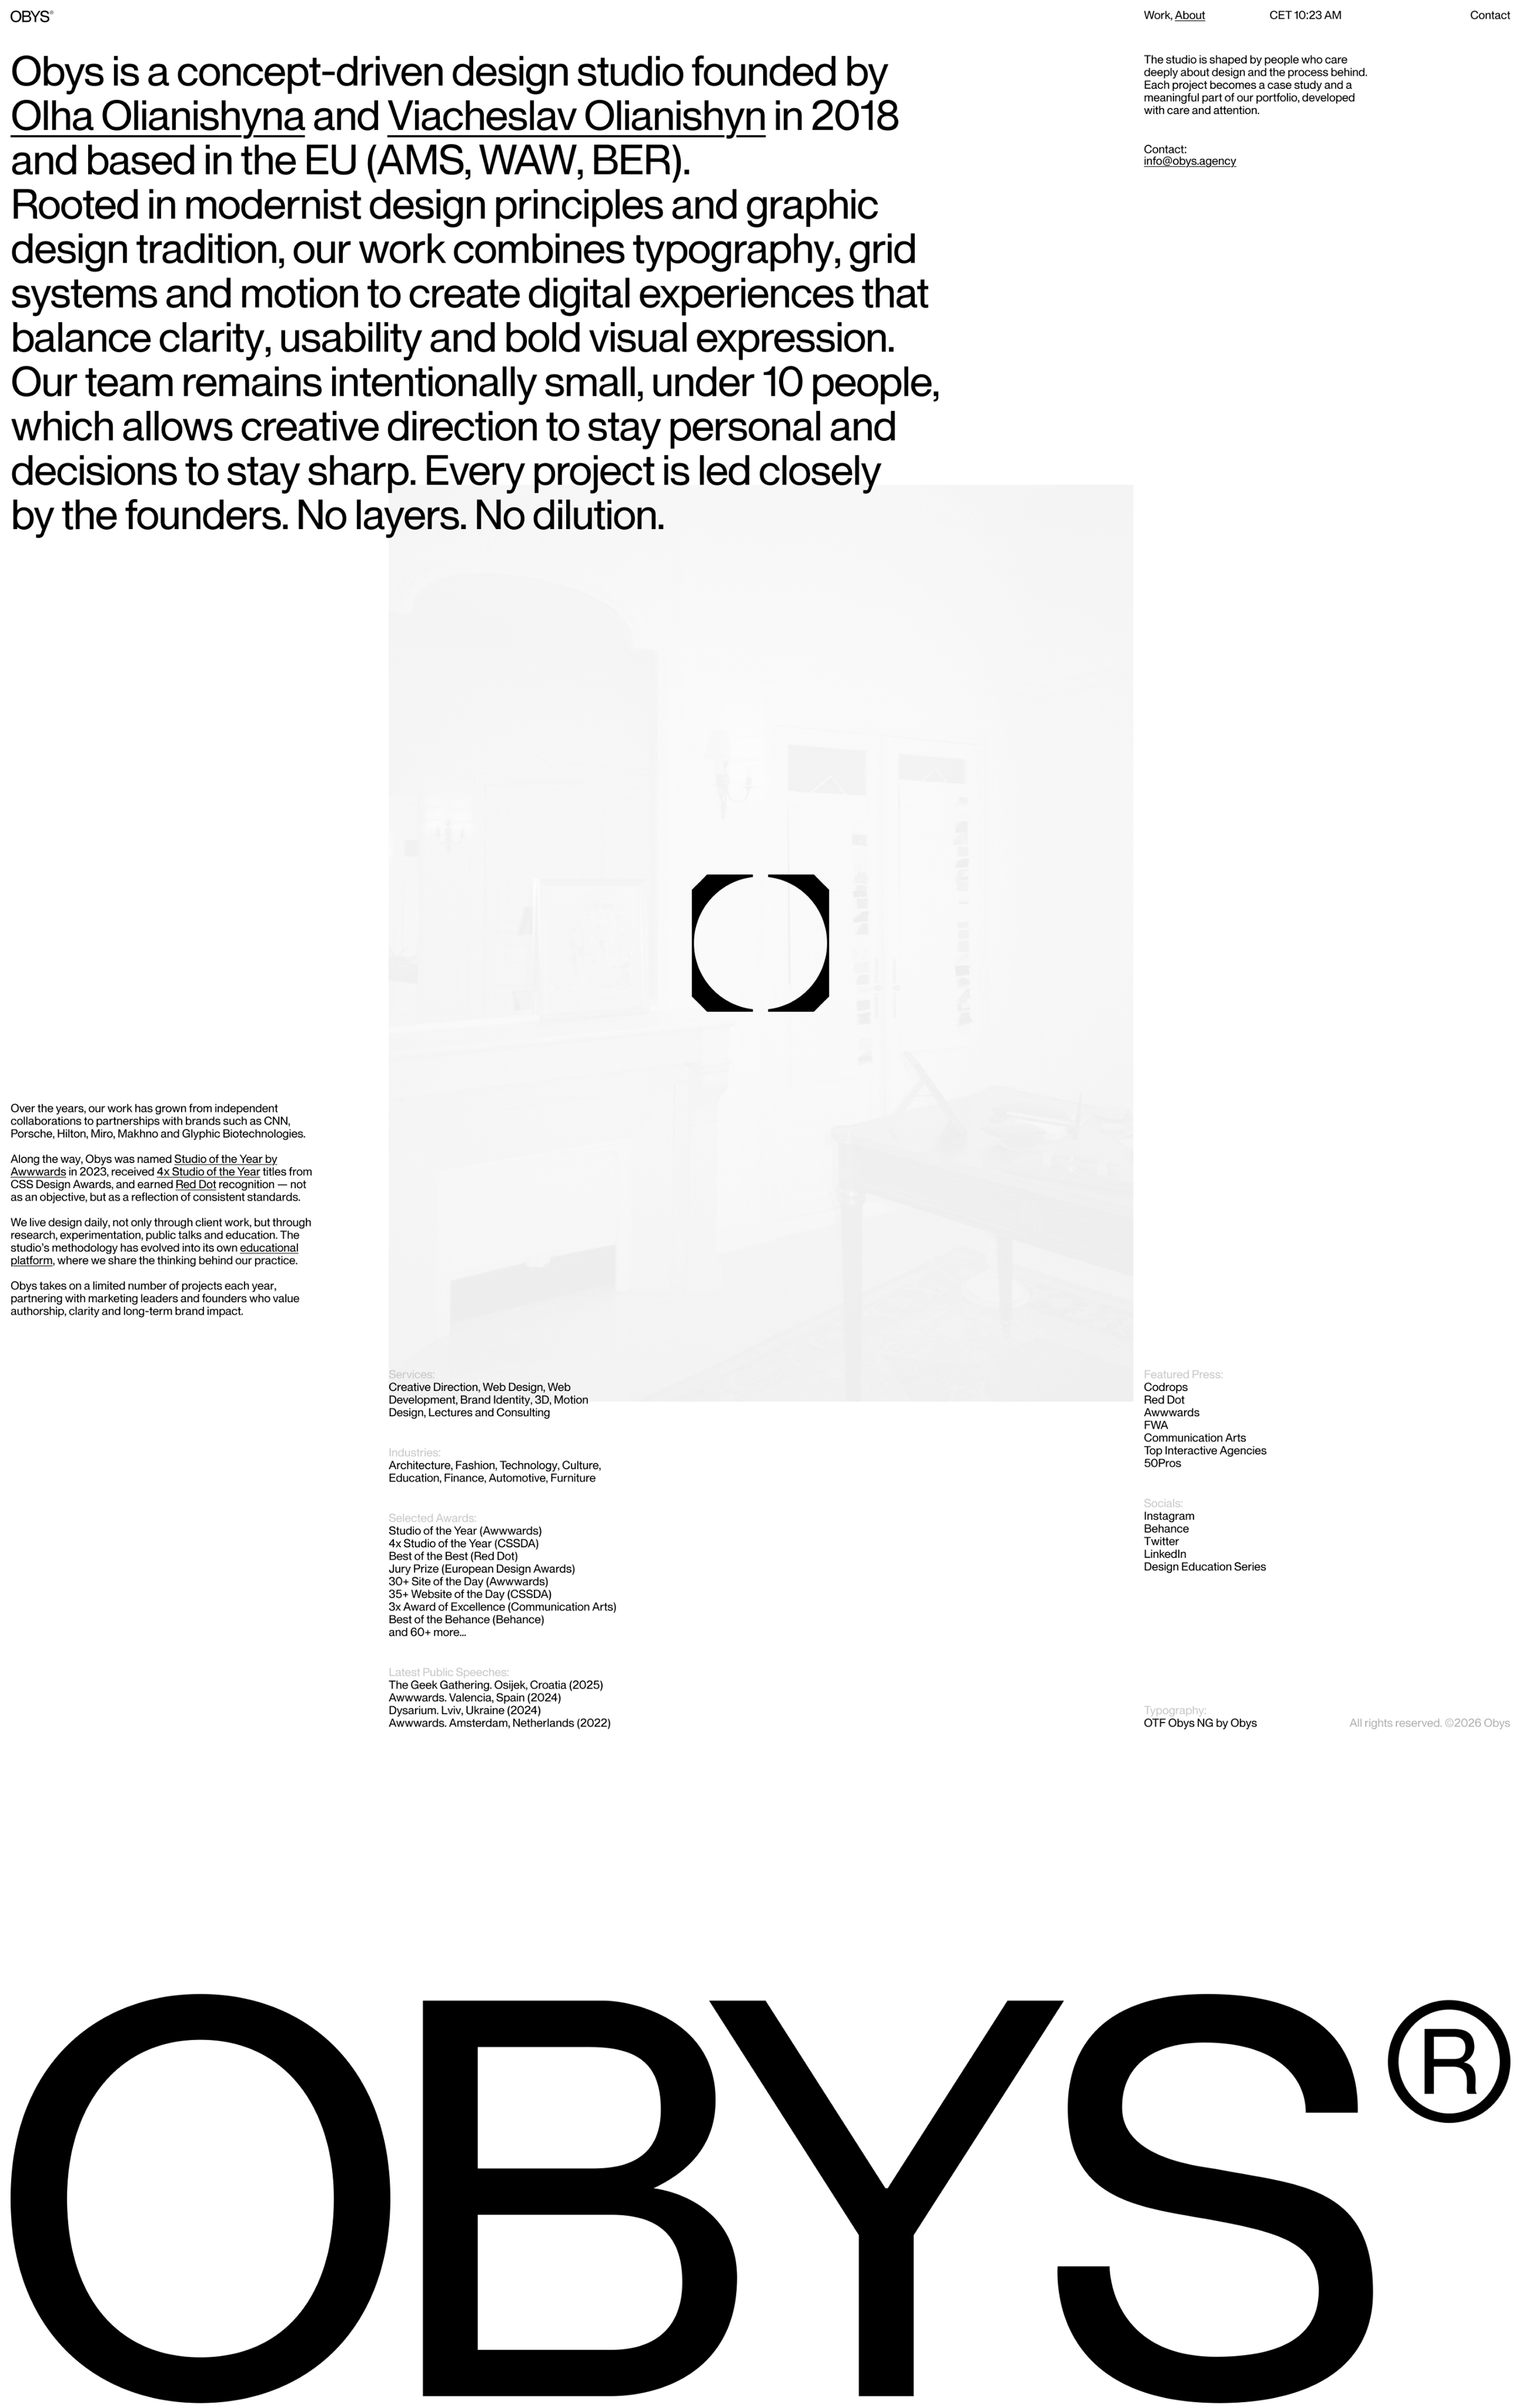 OBYS®
Work, About
CET 10:23 AM
Contact
Obys is a concept-driven design studio founded by
Olha Olianishyna and Viacheslav Olianishyn in 2018
and based in the EU (AMS, WAW, BER).
Rooted in modernist design principles and graphic
design tradition, our work combines typography, grid
systems and motion to create digital experiences that
balance clarity, usability and bold visual expression.
Our team remains intentionally small, under 10 people,
which allows creative direction to stay personal and
decisions to stay sharp. Every project is led closely
by the founders. No layers. No dilution.
The studio is shaped by people who care
deeply about design and the process behind.
Each project becomes a case study and a
meaningful part of our portfolio, developed
with care and attention.
Contact:
info@obys.agency
Over the years, our work has grown from independent
collaborations to partnerships with brands such as CNN,
Porsche, Hilton, Miro, Makhno and Glyphic Biotechnologies.
Along the way, Obys was named Studio of the Year by
Awwwards in 2023, received 4x Studio of the Year titles from
CSS Design Awards, and earned Red Dot recognition — not
as an objective, but as a reflection of consistent standards.
We live design daily, not only through client work, but through
research, experimentation, public talks and education. The
studio's methodology has evolved into its own educational
platform, where we share the thinking behind our practice.
Obys takes on a limited number of projects each year,
partnering with marketing leaders and founders who value
authorship, clarity and long-term brand impact.
Services:
Creative Direction, Web Design, Web
Development, Brand Identity, 3D, Motion
Design, Lectures and Consulting
Industries:
Architecture, Fashion, Technology, Culture,
Education, Finance, Automotive, Furniture
Selected Awards:
Studio of the Year (Awwwards)
4x Studio of the Year (CSSDA)
Best of the Best (Red Dot)
Jury Prize (European Design Awards)
30+ Site of the Day (Awwwards)
35+ Website of the Day (CSSDA)
3x Award of Excellence (Communication Arts)
Best of the Behance (Behance)
and 60+ more...
Latest Public Speeches:
The Geek Gathering. Osijek, Croatia (2025)
Awwwards. Valencia, Spain (2024)
Dysarium. Lviv, Ukraine (2024)
Awwwards. Amsterdam, Netherlands (2022)
Featured Press:
Codrops
Red Dot
Awwwards
FWA
Communication Arts
Top Interactive Agencies
50Pros
Socials:
Instagram
Behance
Twitter
LinkedIn
Design Education Series
Typography:
OTF Obys NG by Obys
All rights reserved. ©2026 Obys
OBYS®